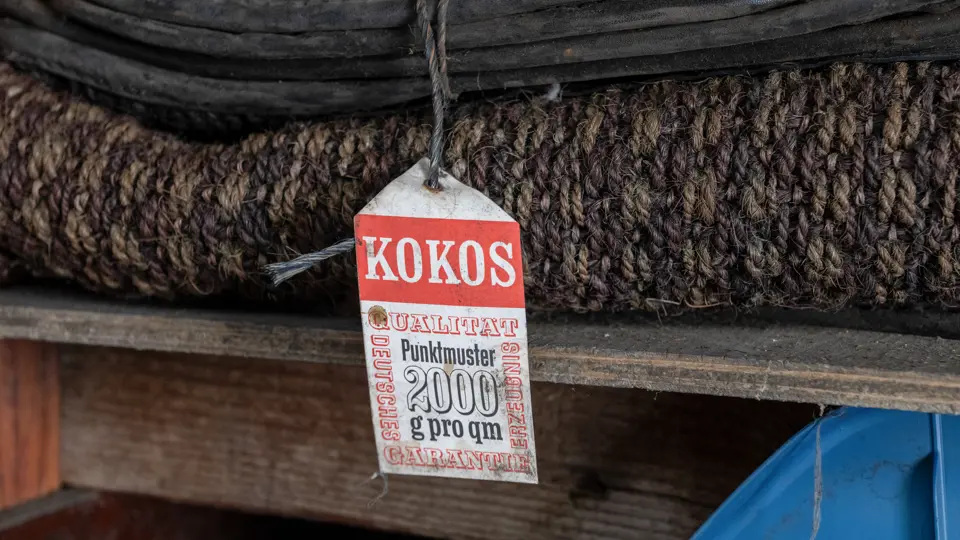 KOKOS
QUALITAT
DEUTSCHES
Punktmuster
2000
g pro qm
ERZEUGNIS
GARANTIE